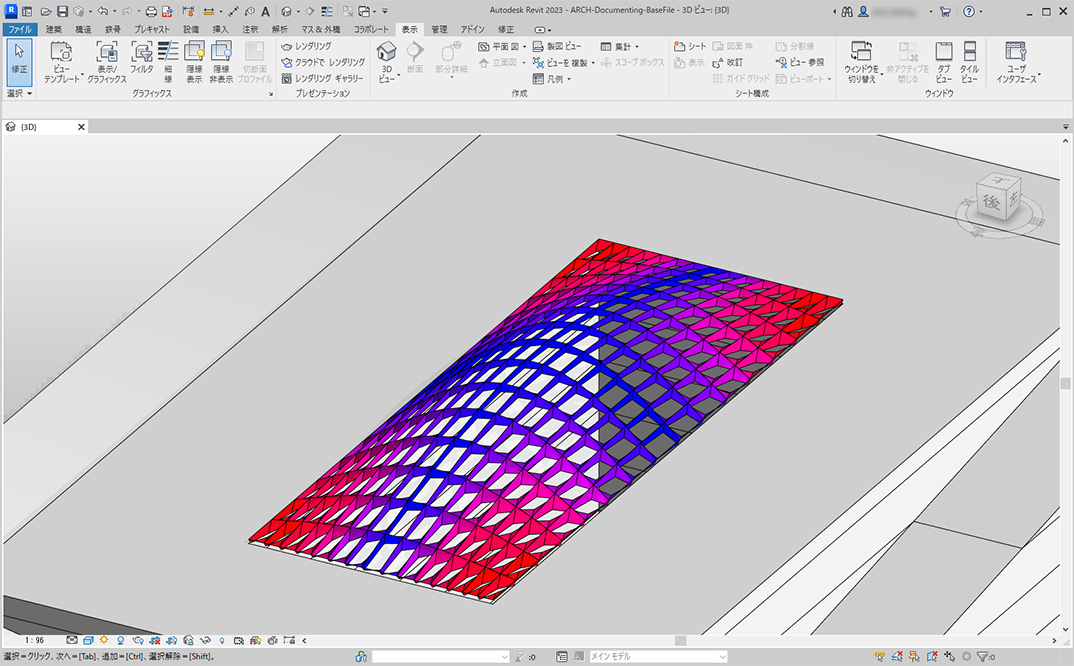 Autodesk Revit 2023 - ARCH-Documenting-BaseFile - 3D ビュー: {3D}
ファイル 建築 構造 鉄骨 プレキャスト 設備 挿入 注釈 解析 マス & 外構 コラボレート 表示 管理 アドイン 修正
修正
選択
ビュー
テンプレート
表示/
グラフィックス
フィルタ
細線
隠線
表示
隠線
非表示
切断面
プロファイル
グラフィックス
レンダリング
クラウドで レンダリング
レンダリング ギャラリー
プレゼンテーション
3D
ビュー
断面
部分詳細
平面 図
立面図
製図 ビュー
ビューを 複製
凡例
集計
スコープ ボックス
作成
シート
表示
図面枠
改訂
ガイド グリッド
分割線
ビュー 参照
ビューポート
シート構成
ウィンドウを
切り替え
非アクティブを
閉じる
タブ
ビュー
タイル
ビュー
ウィンドウ
ユーザ
インタフェース
{3D}
後
1 : 96
選択=クリック、次へ=[Tab]、追加=[Ctrl]、選択解除=[Shift]。
:0
メイン モデル
:0